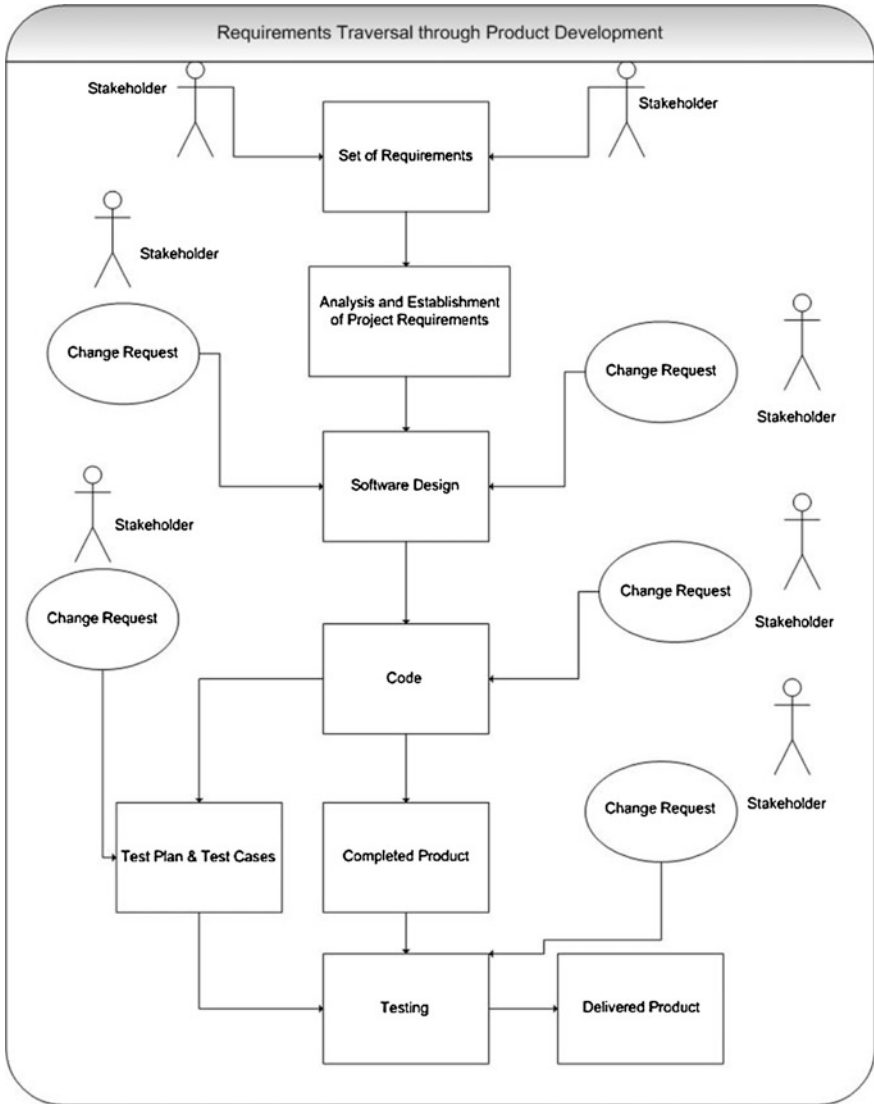 Requirements Traversal through Product Development
Stakeholder
Stakeholder
Set of Requirements
Stakeholder
Analysis and Establishment
of Project Requirements
Change Request
Change Request
Stakeholder
Software Design
Stakeholder
Change Request
Change Request
Stakeholder
Code
Change Request
Stakeholder
Test Plan & Test Cases
Completed Product
Testing
Delivered Product